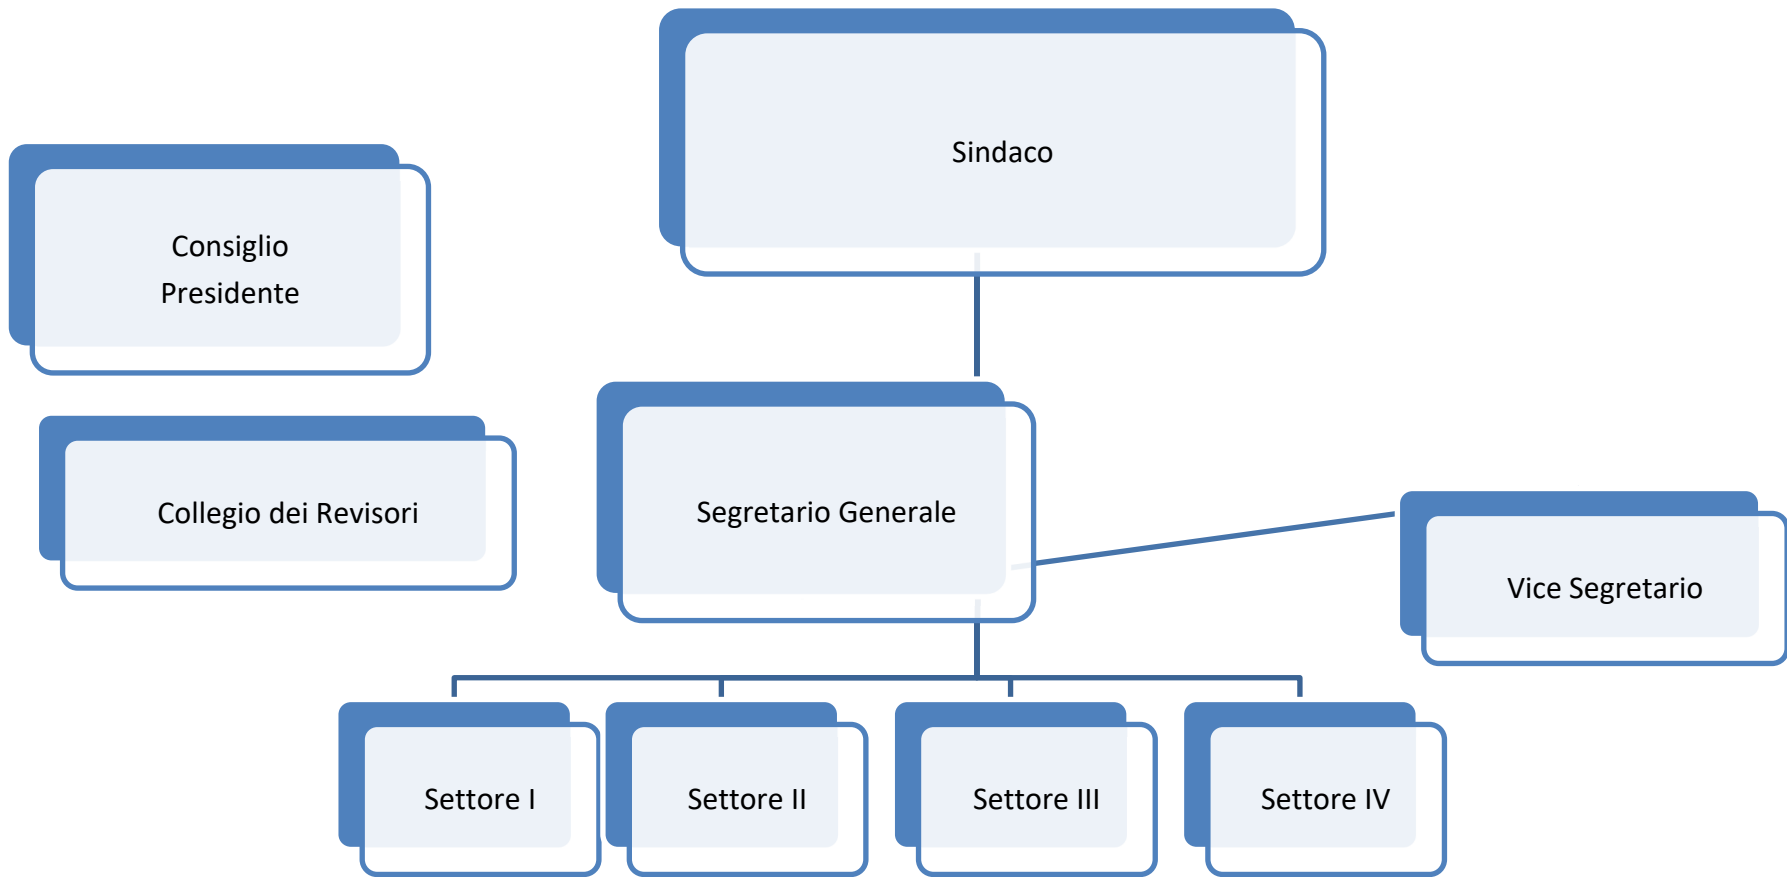 Sindaco
Consiglio
Presidente
Collegio dei Revisori
Segretario Generale
Vice Segretario
Settore I
Settore II
Settore III
Settore IV